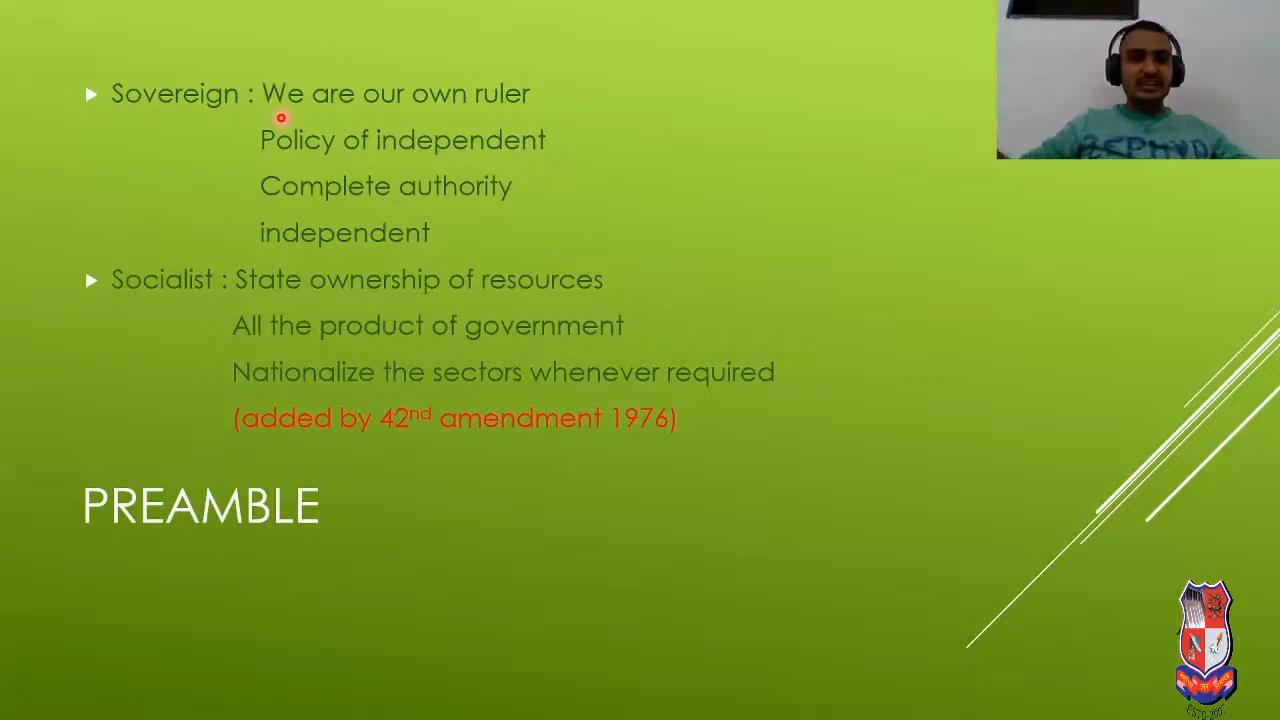 Sovereign : We are our own ruler
Policy of independent
Complete authority
independent
Socialist : State ownership of resources
All the product of government
Nationalize the sectors whenever required
(added by 42nd amendment 1976)
PREAMBLE